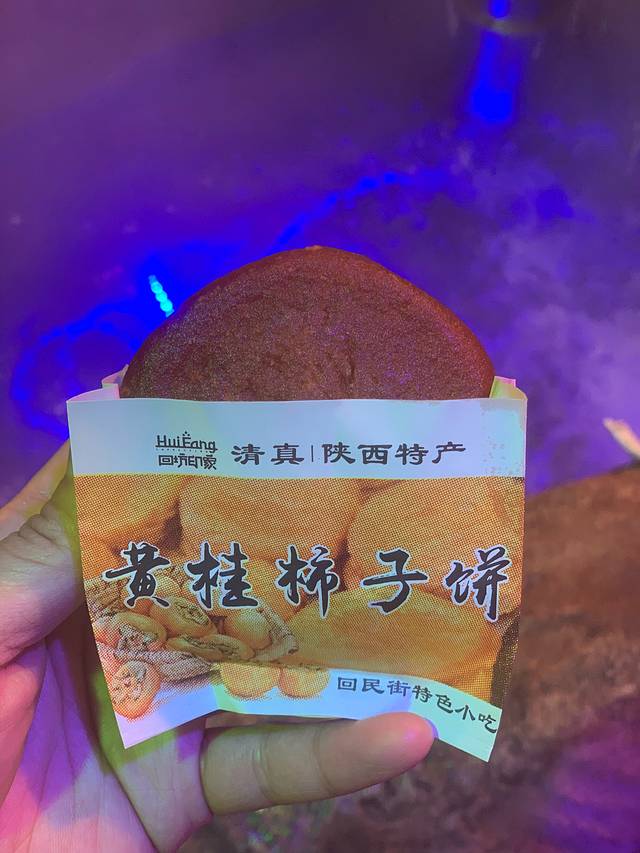 HuiFang
回坊印象
清真|陕西特产
黄桂柿子饼
回民街特色小吃